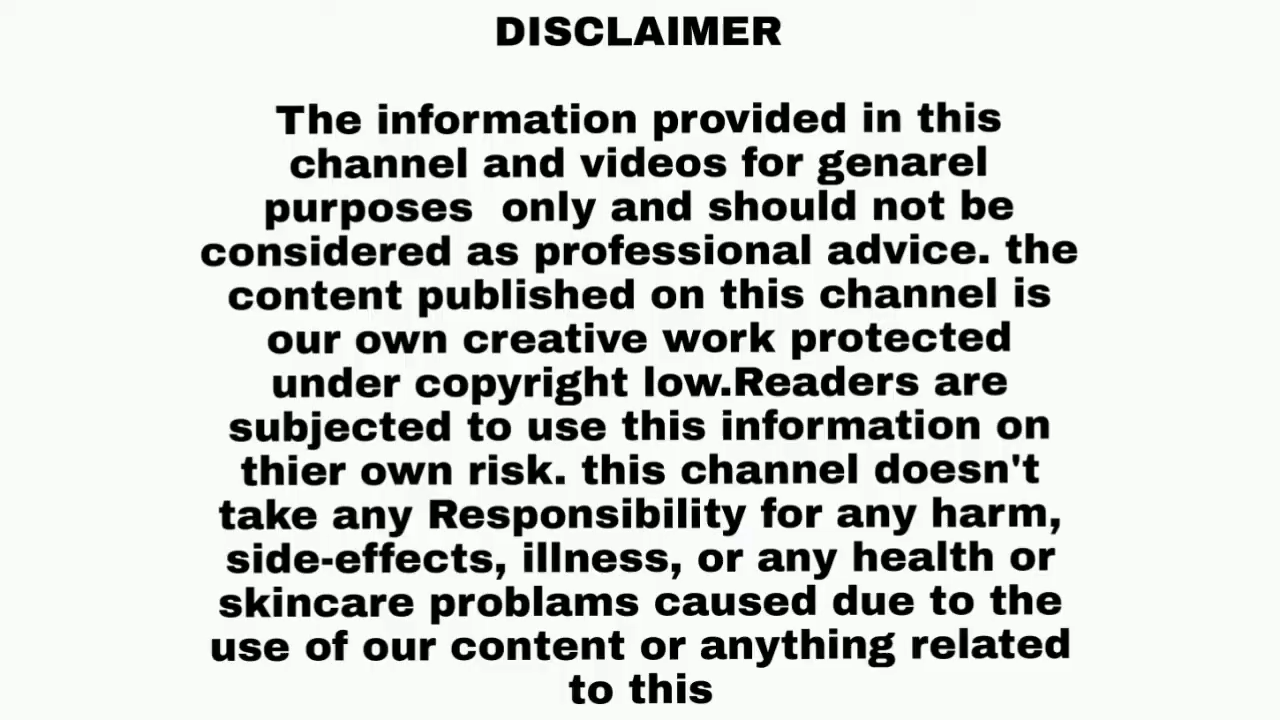 DISCLAIMER
The information provided in this
channel and videos for genarel
purposes  only and should not be
considered as professional advice. the
content published on this channel is
our own creative work protected
under copyright low.Readers are
subjected to use this information on
thier own risk. this channel doesn't
take any Responsibility for any harm,
side-effects, illness, or any health or
skincare problams caused due to the
use of our content or anything related
to this